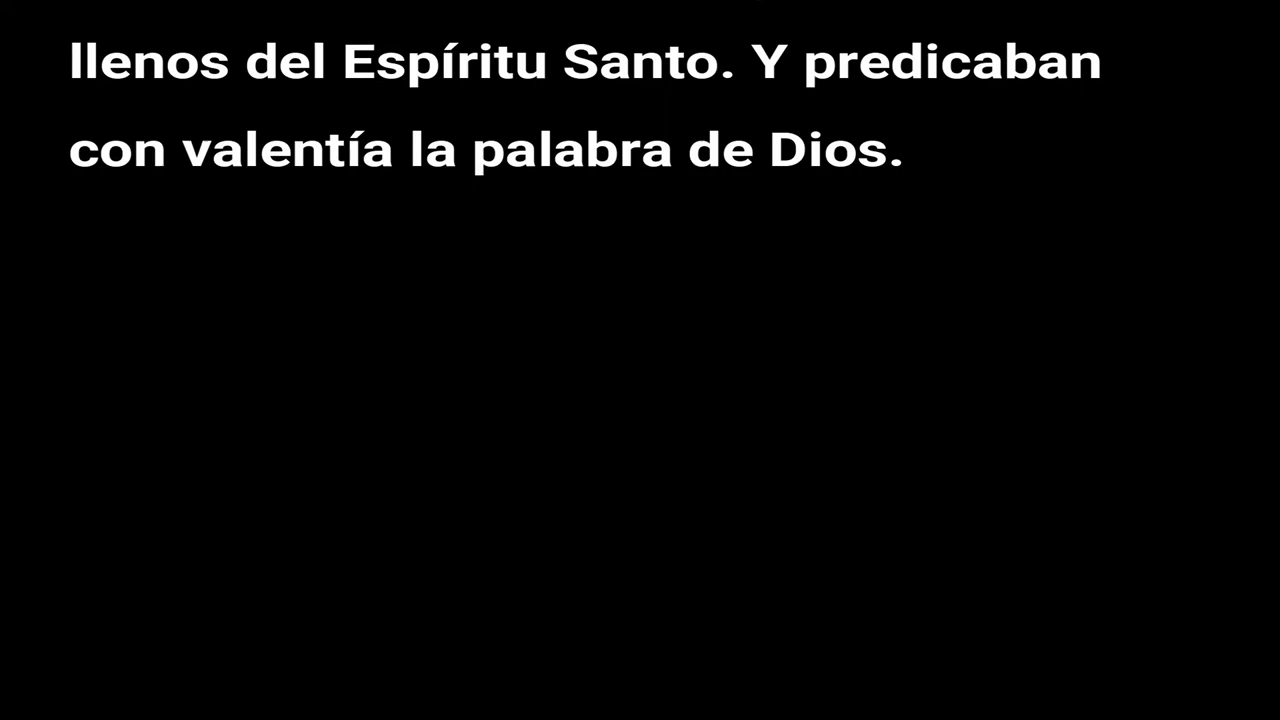 llenos del Espíritu Santo. Y predicaban
con valentía la palabra de Dios.